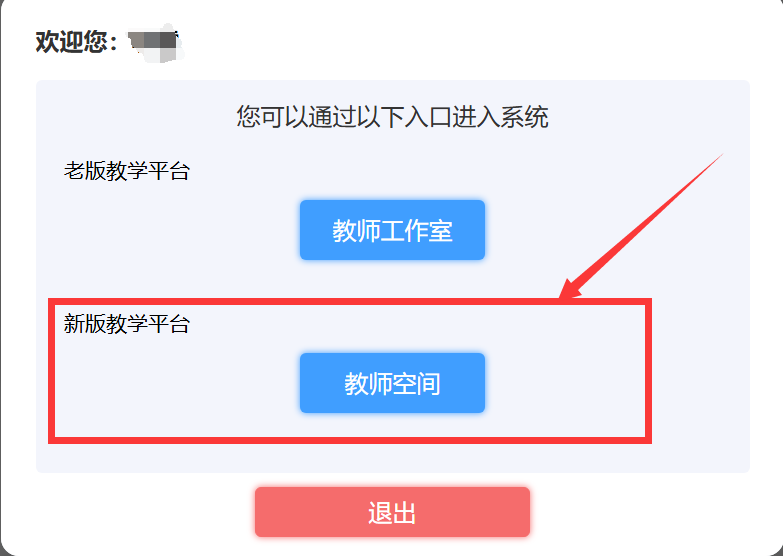 欢迎您：
您可以通过以下入口进入系统
老版教学平台
教师工作室
新版教学平台
教师空间
退出